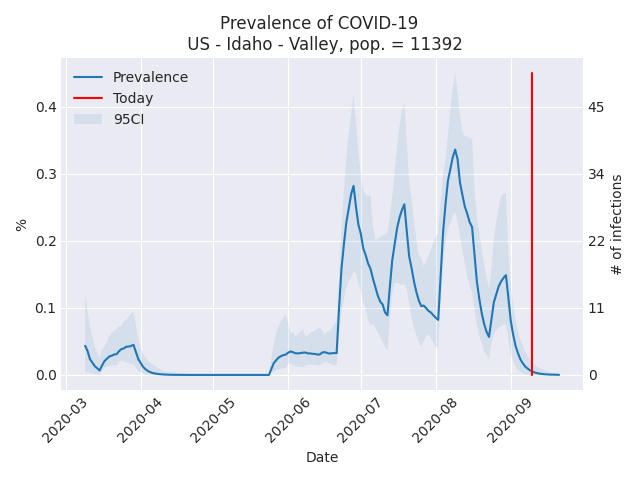 Prevalence of COVID-19
US - Idaho - Valley, pop. = 11392
Prevalence
Today
95CI
0.4
0.3
0.2
0.1
0.0
%
45
34
22
11
0
# of infections
2020-03
2020-04
2020-05
2020-06
2020-07
2020-08
2020-09
Date